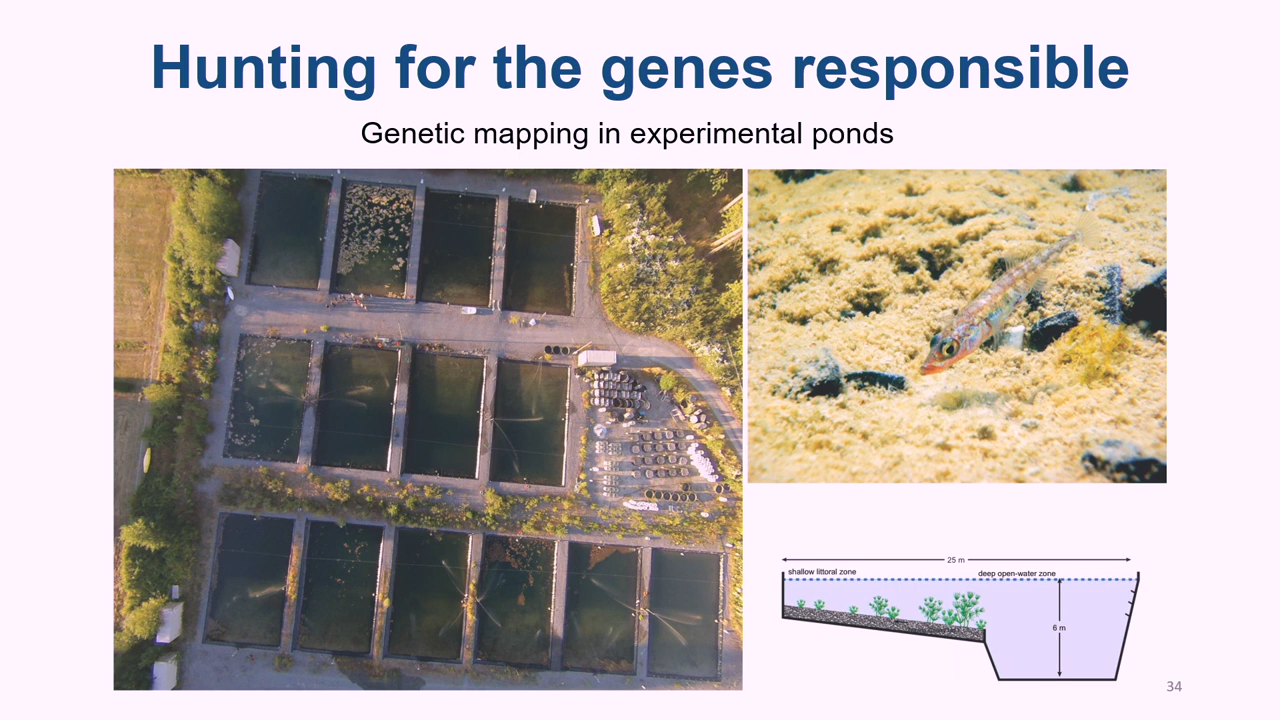 Hunting for the genes responsible
Genetic mapping in experimental ponds
25 m
shallow littoral zone
deep open-water zone
6 m
34